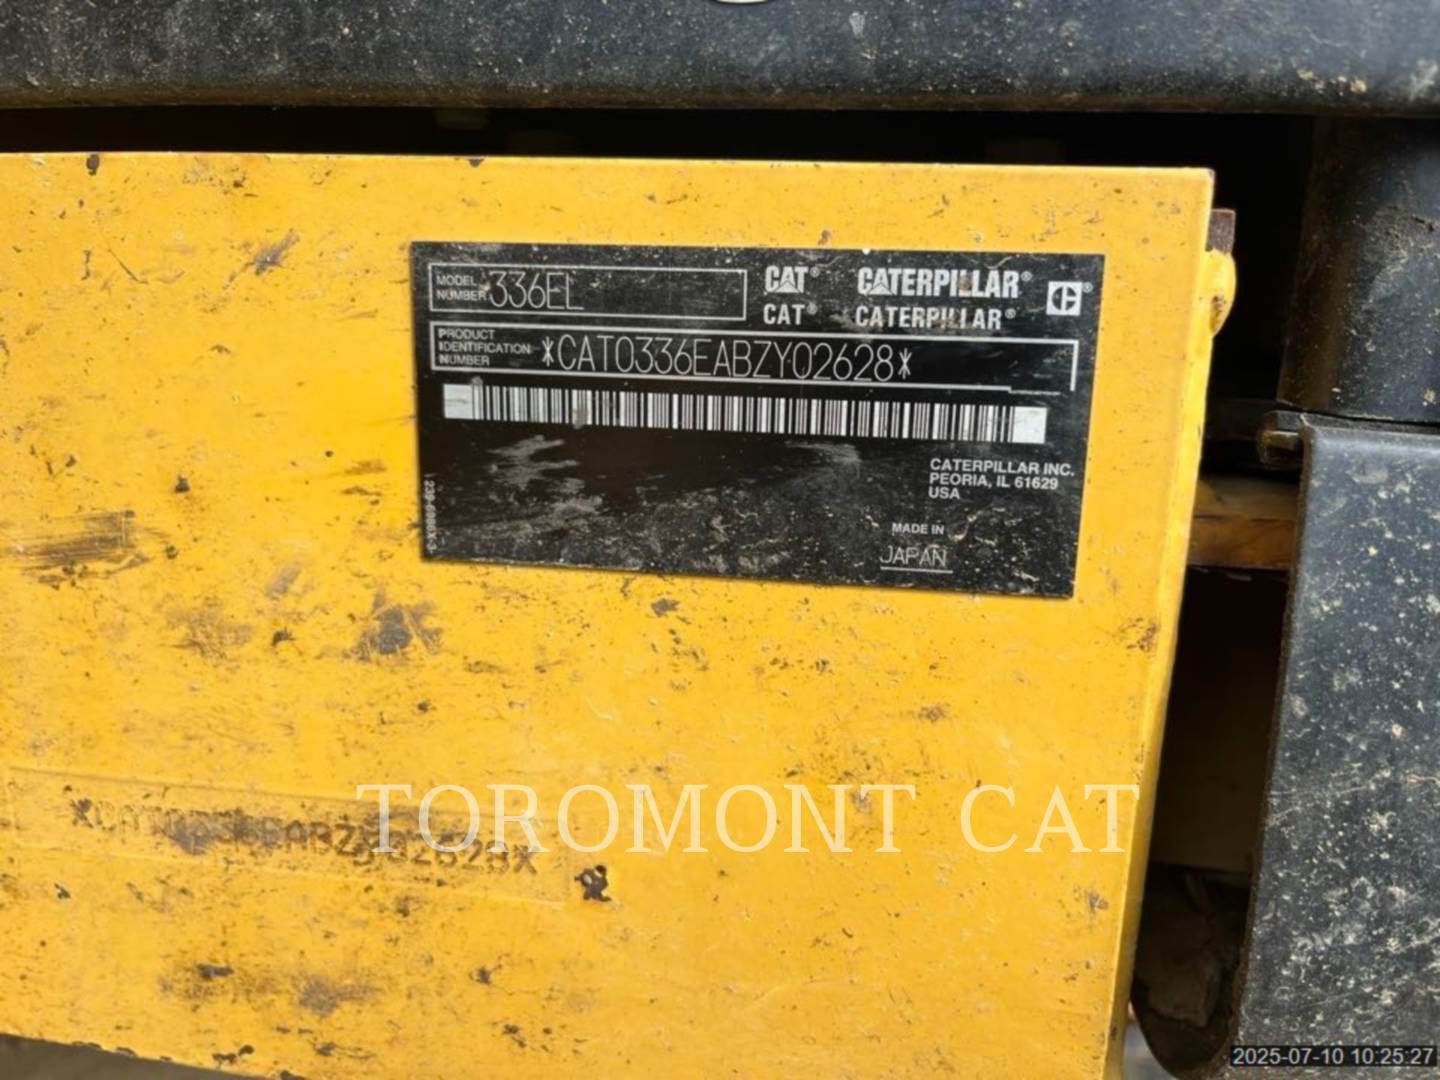 MODEL
NUMBER 336EL
CAT® CATERPILLAR®
CAT® CATERPILLAR®
PRODUCT
IDENTIFICATION
NUMBER
*CAT0336EABZY02628*
CATERPILLAR INC.
PEORIA, IL 61629
USA
MADE IN
JAPAN
TOROMONT CAT
*CAT0336EABZY02628*
2025-07-10 10:25:27